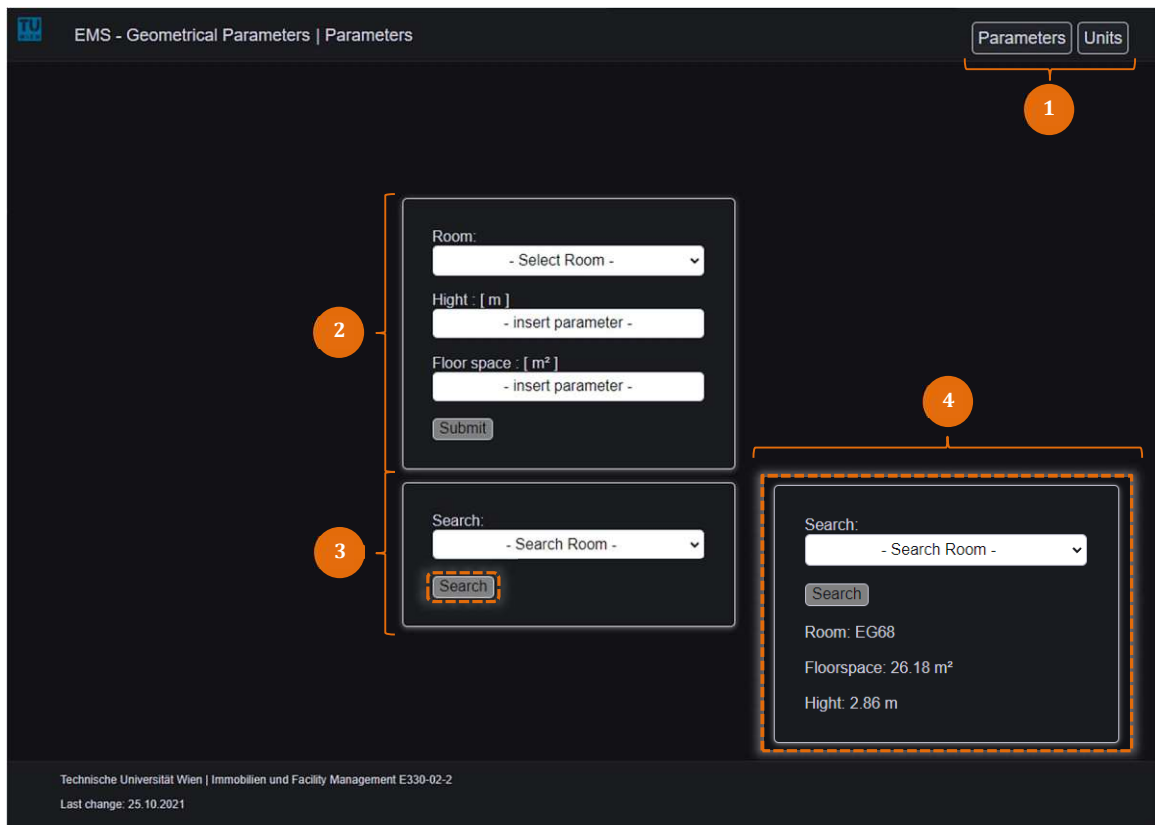 TU
WIEN
EMS - Geometrical Parameters | Parameters
Parameters
Units
1
2
Room:
- Select Room -
Hight : [ m ]
- insert parameter -
Floor space : [ m² ]
- insert parameter -
Submit
3
Search:
- Search Room -
Search
4
Search:
- Search Room -
Search
Room: EG68
Floorspace: 26.18 m²
Hight: 2.86 m
Technische Universität Wien | Immobilien und Facility Management E330-02-2
Last change: 25.10.2021